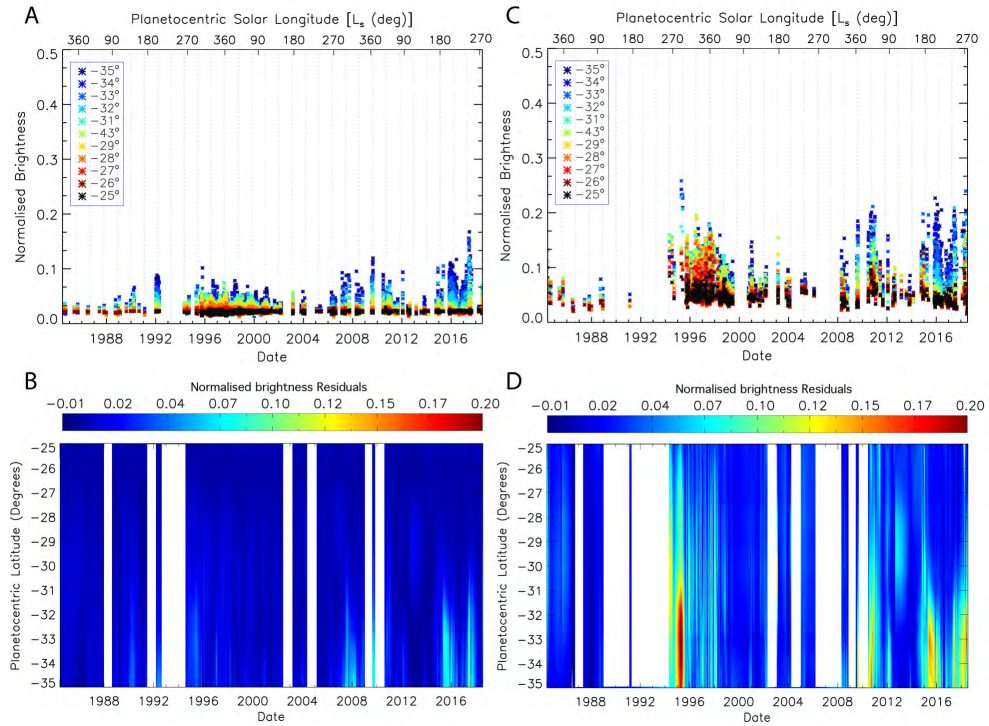 A
Planetocentric Solar Longitude [Ls (deg)]
360 90 180 270 360 90 180 270 360 90 180 270
0.5
0.4
0.3
0.2
0.1
0.0
Normalised Brightness
−35°
−34°
−33°
−32°
−31°
−43°
−29°
−28°
−27°
−26°
−25°
1988 1992 1996 2000 2004 2008 2012 2016
Date
C
Planetocentric Solar Longitude [Ls (deg)]
360 90 180 270 360 90 180 270 360 90 180 270
0.5
0.4
0.3
0.2
0.1
0.0
Normalised Brightness
−35°
−34°
−33°
−32°
−31°
−43°
−29°
−28°
−27°
−26°
−25°
1988 1992 1996 2000 2004 2008 2012 2016
Date
B
Normalised brightness Residuals
−0.01 0.02 0.04 0.07 0.10 0.12 0.15 0.17 0.20
−25
−26
−27
−28
−29
−30
−31
−32
−33
−34
−35
Planetocentric Latitude (Degrees)
1988 1992 1996 2000 2004 2008 2012 2016
Date
D
Normalised brightness Residuals
−0.01 0.02 0.04 0.07 0.10 0.12 0.15 0.17 0.20
−25
−26
−27
−28
−29
−30
−31
−32
−33
−34
−35
Planetocentric Latitude (Degrees)
1988 1992 1996 2000 2004 2008 2012 2016
Date